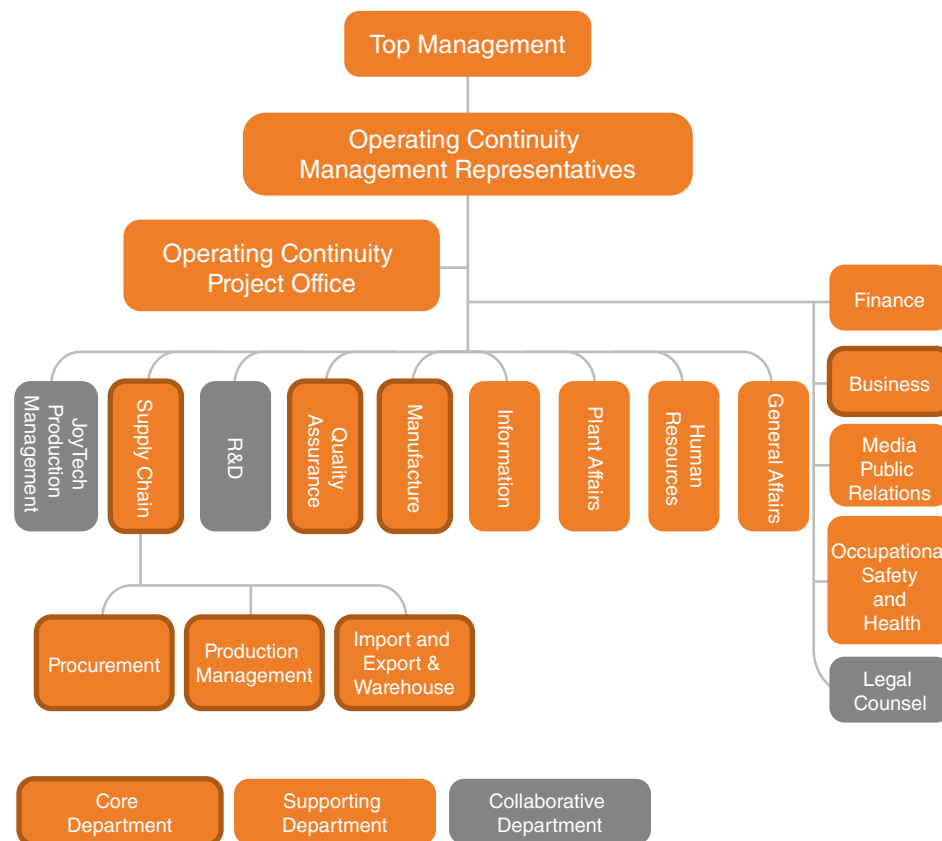 Top Management
Operating Continuity
Management Representatives
Operating Continuity
Project Office
Finance
Business
Media
Public
Relations
Occupationa
Safety
and
Health
Legal
Counsel
JoyTech
Production
Management
Supply Chain
R&D
Quality
Assurance
Manufacture
Information
Plant Affairs
Human
Resources
General Affairs
Procurement
Production
Management
Import and
Export &
Warehouse
Core
Department
Supporting
Department
Collaborative
Department